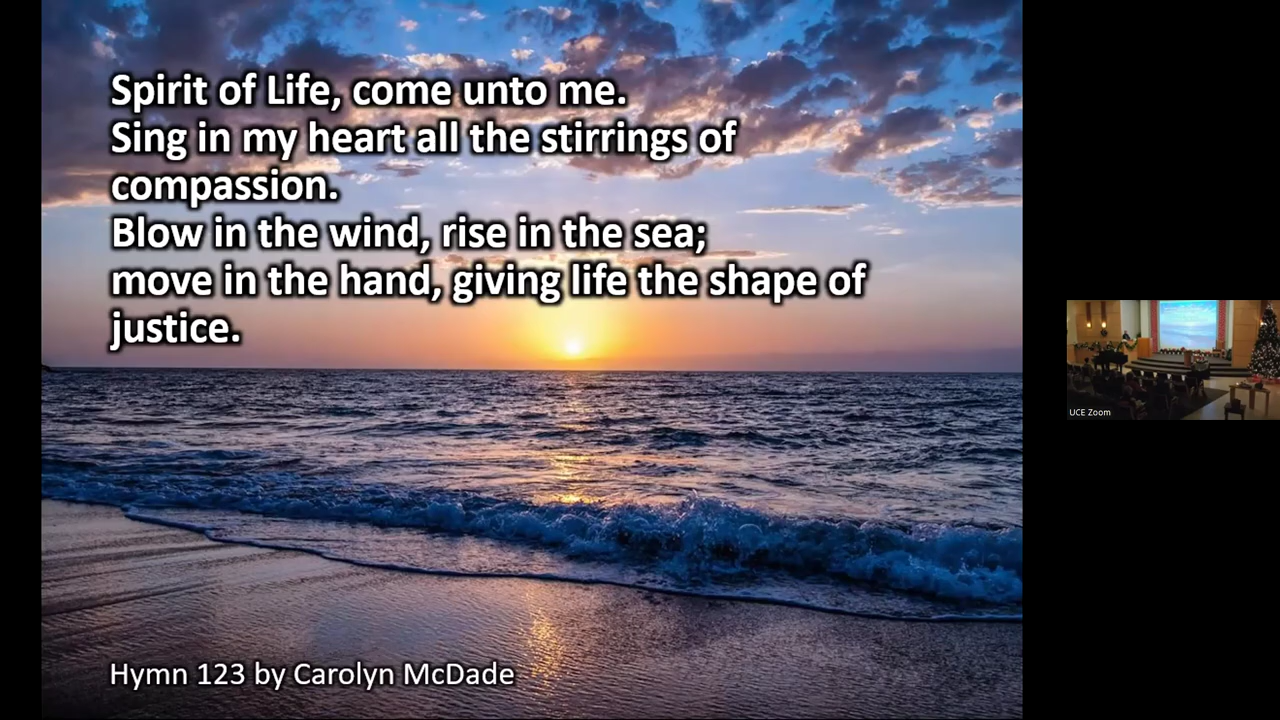 Spirit of Life, come unto me.
Sing in my heart all the stirrings of
compassion.
Blow in the wind, rise in the sea;
move in the hand, giving life the shape of
justice.
Hymn 123 by Carolyn McDade
UCE Zoom